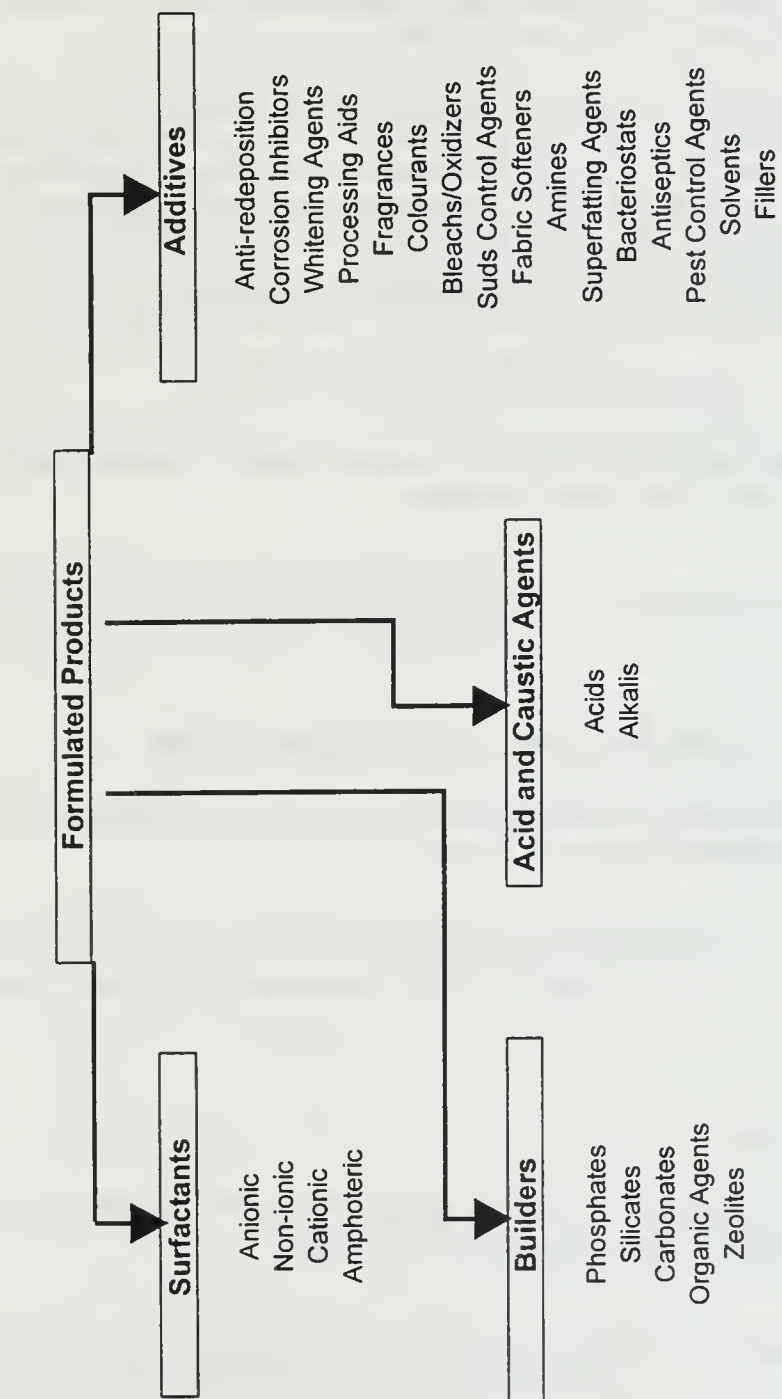 Formulated Products
Surfactants
Anionic
Non-ionic
Cationic
Amphoteric
Builders
Phosphates
Silicates
Carbonates
Organic Agents
Zeolites
Acid and Caustic Agents
Acids
Alkalis
Additives
Anti-redeposition
Corrosion Inhibitors
Whitening Agents
Processing Aids
Fragrances
Colourants
Bleachs/Oxidizers
Suds Control Agents
Fabric Softeners
Amines
Superfatting Agents
Bacteriostats
Antiseptics
Pest Control Agents
Solvents
Fillers